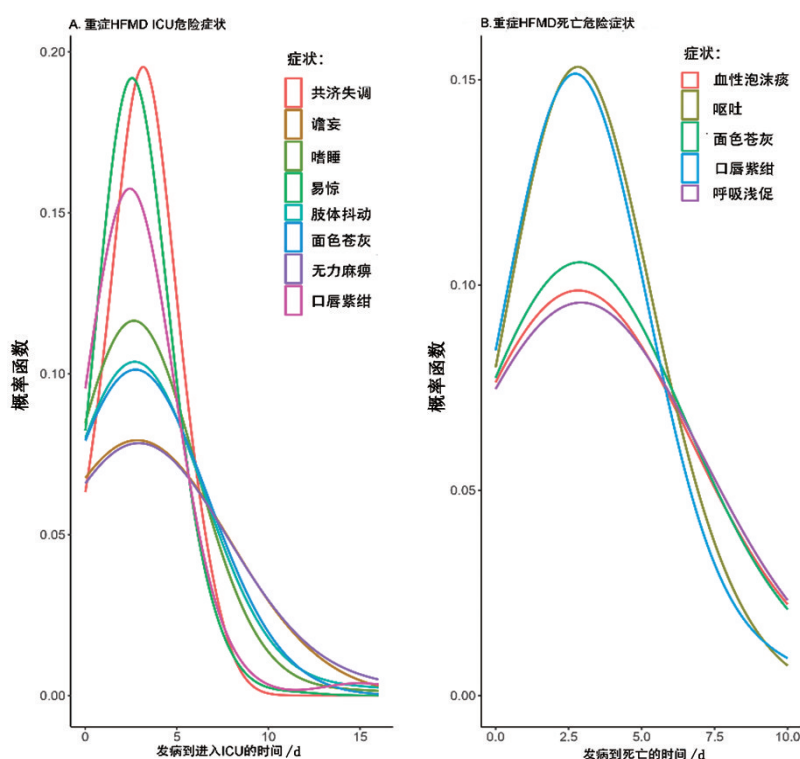 A. 重症HFMD ICU危险症状
0.20
0.15
0.10
0.05
0.00
概率函数
0
5
10
15
发病到进入ICU的时间 /d
症状：
共济失调
谵妄
嗜睡
易惊
肢体抖动
面色苍灰
无力麻痹
口唇紫绀
B.重症HFMD死亡危险症状
0.15
0.10
0.05
0.00
概率函数
0.0
2.5
5.0
7.5
10.0
发病到死亡的时间 /d
症状：
血性泡沫痰
呕吐
面色苍灰
口唇紫绀
呼吸浅促